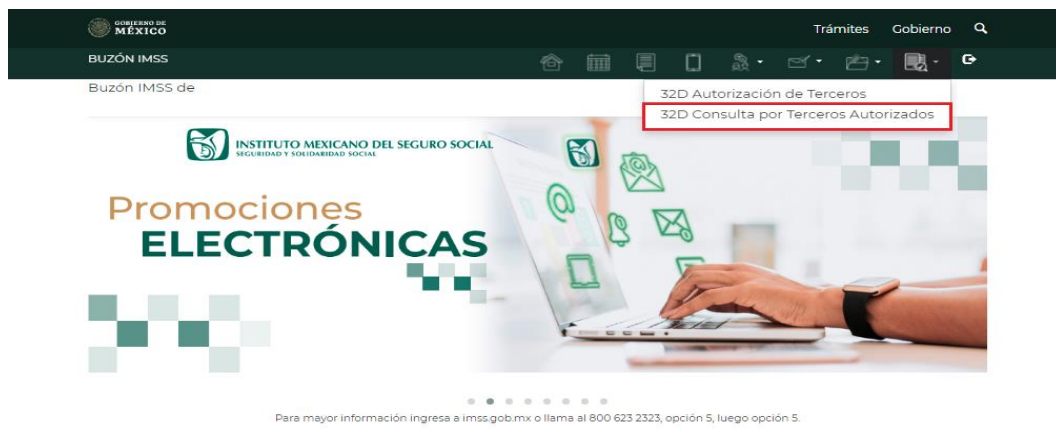 GOBIERNO DE
MÉXICO
Trámites Gobierno
BUZÓN IMSS
Buzón IMSS de
32D Autorización de Terceros
32D Consulta por Terceros Autorizados
INSTITUTO MEXICANO DEL SEGURO SOCIAL
SEGURIDAD Y SOLIDARIDAD SOCIAL
Promociones
ELECTRÓNICAS
Para mayor información ingresa a imss.gob.mx o llama al 800 623 2323, opción 5, luego opción 5.